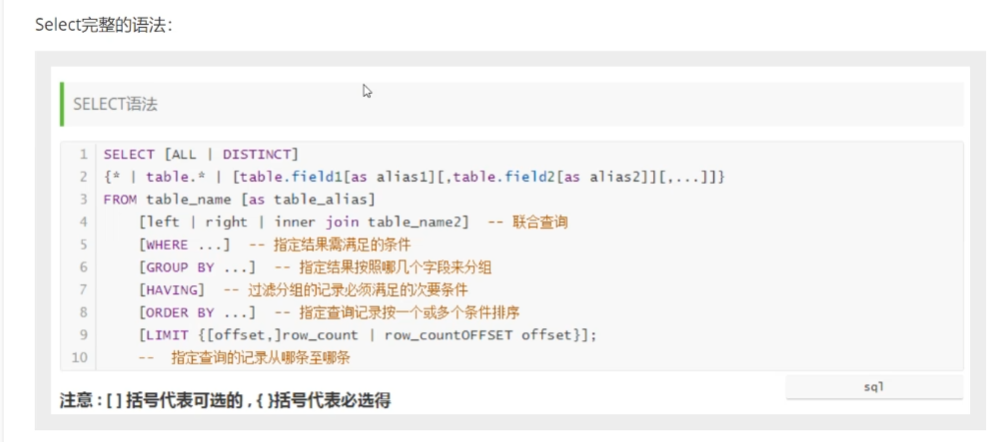 Select完整的语法：
SELECT语法
1 SELECT [ALL | DISTINCT]
2 {* | table.* | [table.field1[as alias1][,table.field2[as alias2]][,...]]}
3 FROM table_name [as table_alias]
4 [left | right | inner join table_name2] -- 联合查询
5 [WHERE ...] -- 指定结果需满足的条件
6 [GROUP BY ...] -- 指定结果按照哪几个字段来分组
7 [HAVING] -- 过滤分组的记录必须满足的次要条件
8 [ORDER BY ...] -- 指定查询记录按一个或多个条件排序
9 [LIMIT {[offset,]row_count | row_countOFFSET offset}];
10 -- 指定查询的记录从哪条至哪条
sql
注意 : [ ] 括号代表可选的 , { }括号代表必选得